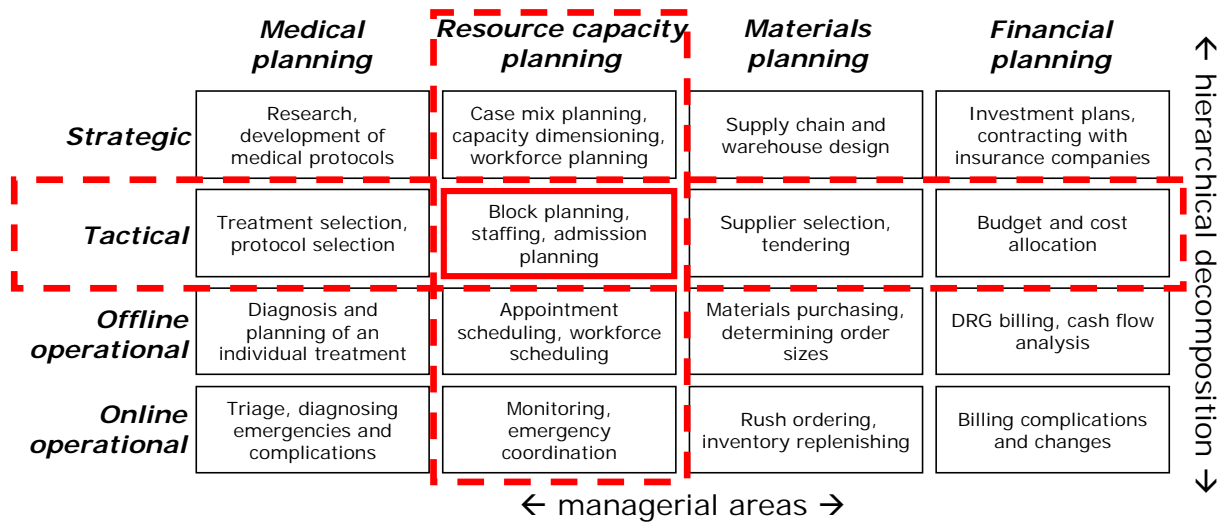 Medical
planning
Resource capacity
planning
Materials
planning
Financial
planning
Strategic
Research,
development of
medical protocols
Case mix planning,
capacity dimensioning,
workforce planning
Supply chain and
warehouse design
Investment plans,
contracting with
insurance companies
Tactical
Treatment selection,
protocol selection
Block planning,
staffing, admission
planning
Supplier selection,
tendering
Budget and cost
allocation
Offline
operational
Diagnosis and
planning of an
individual treatment
Appointment
scheduling, workforce
scheduling
Materials purchasing,
determining order
sizes
DRG billing, cash flow
analysis
Online
operational
Triage, diagnosing
emergencies and
complications
Monitoring,
emergency
coordination
Rush ordering,
inventory replenishing
Billing complications
and changes
← hierarchical decomposition →
← managerial areas →